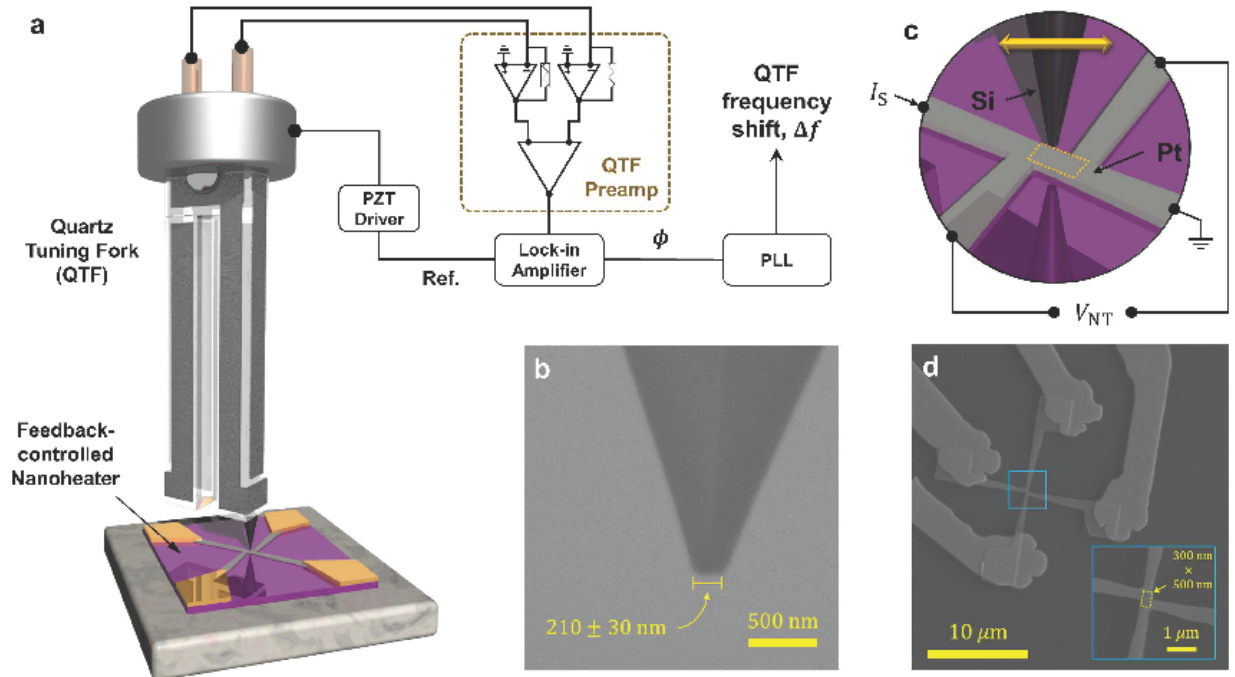 a
QTF
Preamp
QTF
frequency
shift, Δf
PZT
Driver
Lock-in
Amplifier
ϕ
PLL
Ref.
Quartz
Tuning Fork
(QTF)
Feedback-
controlled
Nanoheater
b
210 ± 30 nm
500 nm
c
I_S
Si
Pt
V_NT
d
300 nm
×
500 nm
10 μm
1 μm